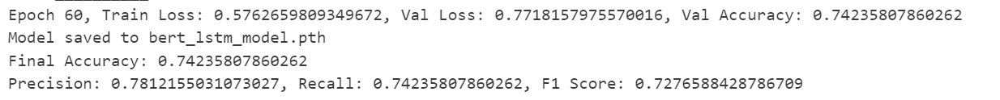 Epoch 60, Train Loss: 0.5762659809349672, Val Loss: 0.7718157975570016, Val Accuracy: 0.74235807860262
Model saved to bert_lstm_model.pth
Final Accuracy: 0.74235807860262
Precision: 0.7812155031073027, Recall: 0.74235807860262, F1 Score: 0.7276588428786709